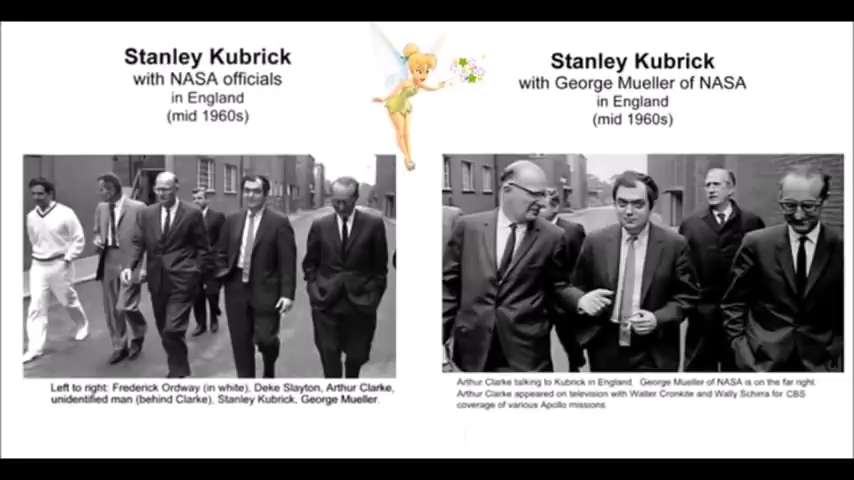 Stanley Kubrick
with NASA officials
in England
(mid 1960s)
Left to right: Frederick Ordway (in white), Deke Slayton, Arthur Clarke,
unidentified man (behind Clarke), Stanley Kubrick, George Mueller.
Stanley Kubrick
with George Mueller of NASA
in England
(mid 1960s)
Arthur Clarke talking to Kubrick in England. George Mueller of NASA is on the far right.
Arthur Clarke appeared on television with Walter Cronkite and Wally Schirra for CBS
coverage of various Apollo missions.